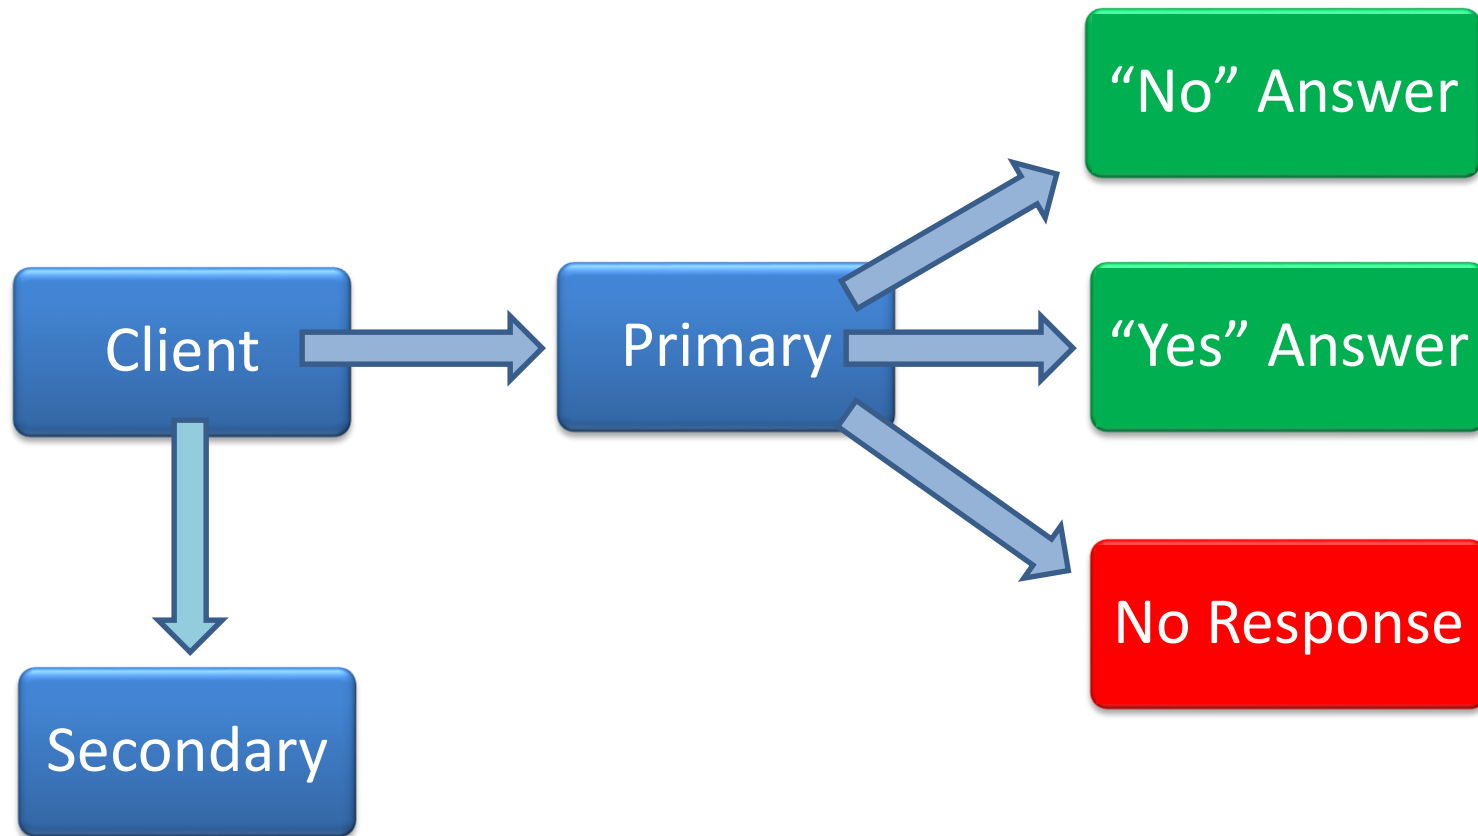 “No” Answer
Client
Primary
“Yes” Answer
No Response
Secondary